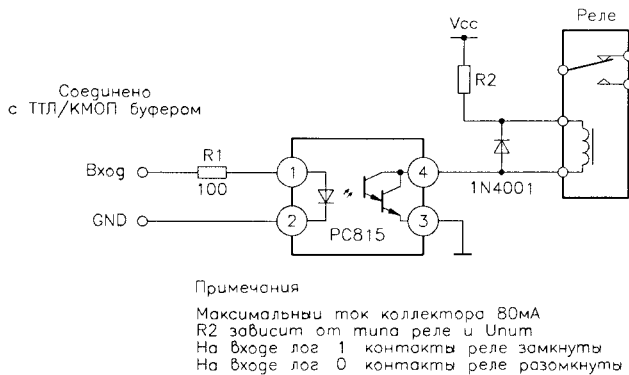 Vcc
Реле
R2
Соединено
с ТТЛ/КМОП буфером
R1
Вход
100
1
4
1N4001
GND
2
3
PC815
Примечания
Максимальный ток коллектора 80мА
R2 зависит от типа реле и Uпит
На входе лог 1 контакты реле замкнуты
На входе лог 0 контакты реле разомкнуты